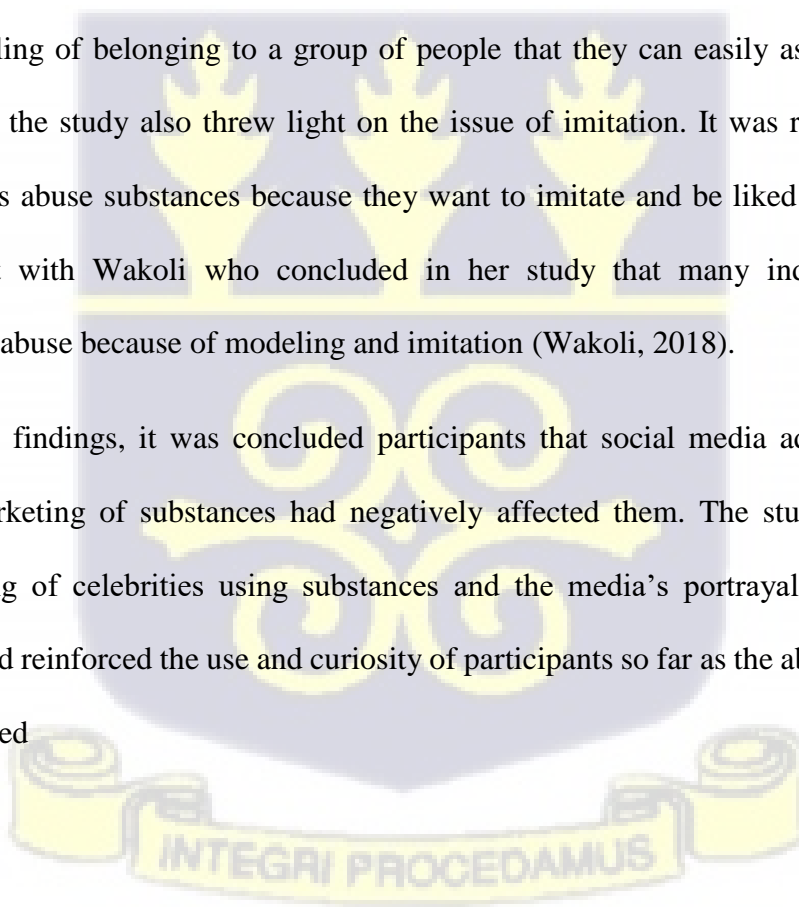 ling of belonging to a group of people that they can easily as
the study also threw light on the issue of imitation. It was r
s abuse substances because they want to imitate and be liked
with Wakoli who concluded in her study that many ind
abuse because of modeling and imitation (Wakoli, 2018).
findings, it was concluded participants that social media ad
rketing of substances had negatively affected them. The stu
g of celebrities using substances and the media’s portrayal
d reinforced the use and curiosity of participants so far as the ab
ed
INTEGRI PROCEDAMUS